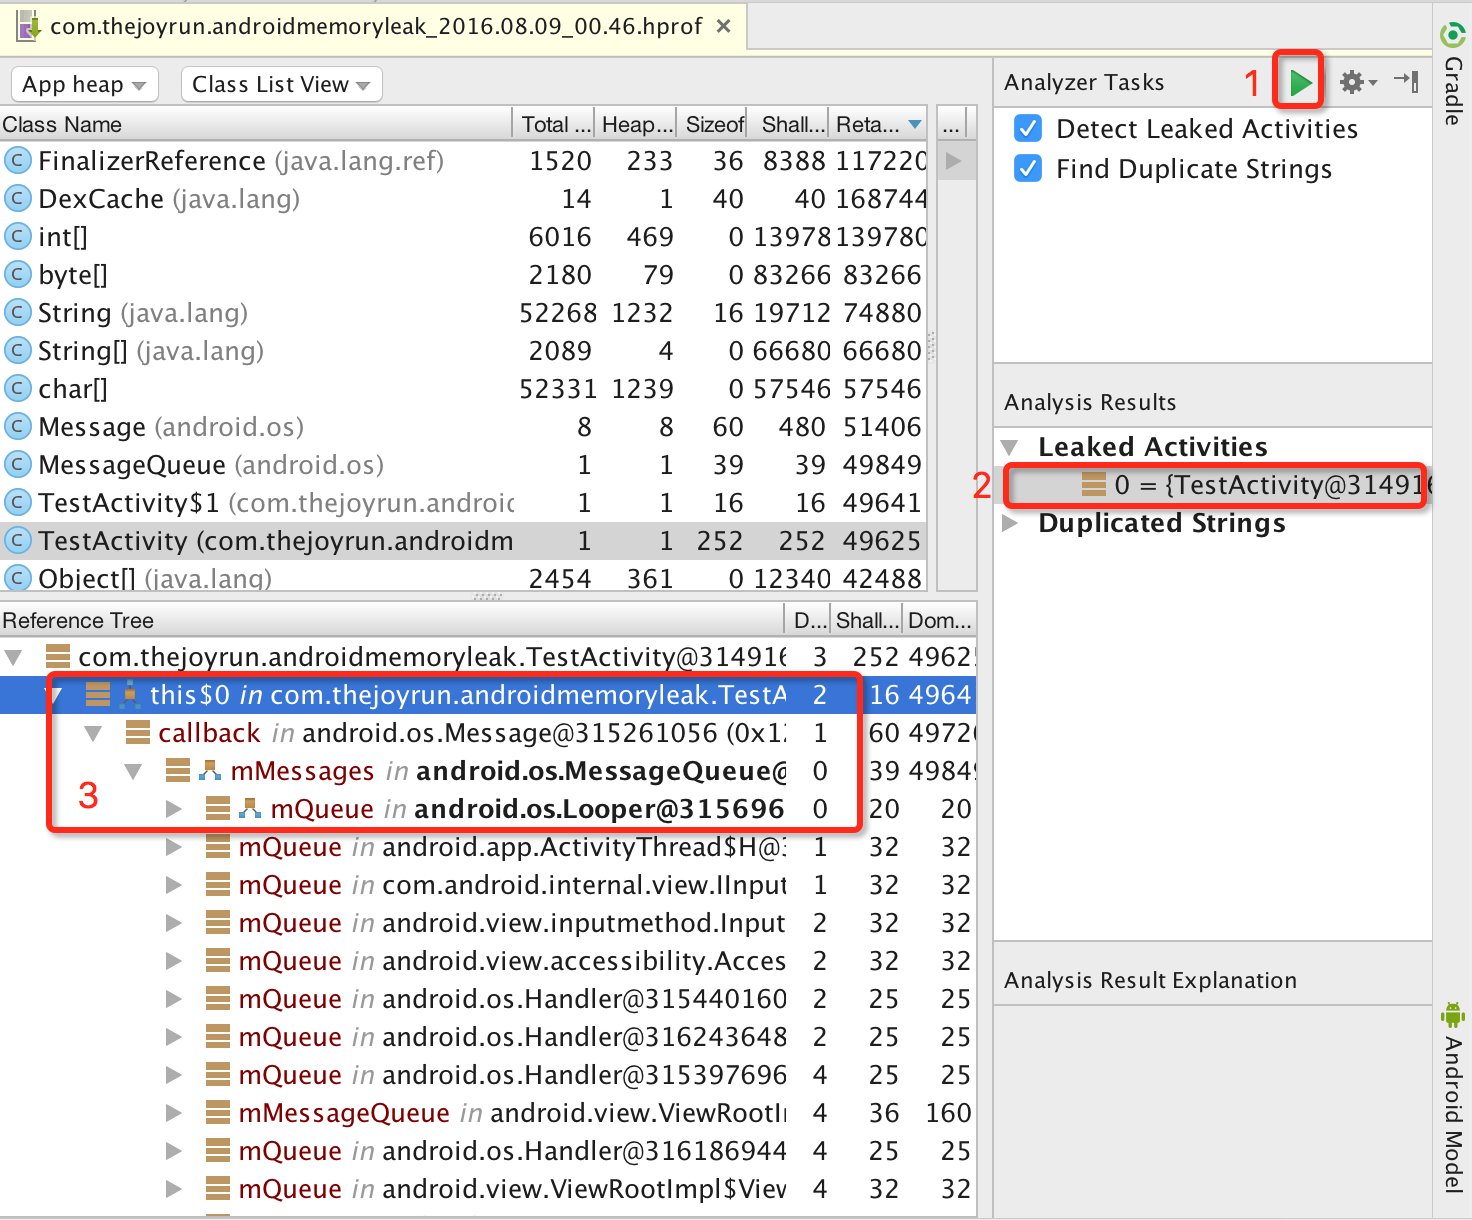 com.thejoyrun.androidmemoryleak_2016.08.09_00.46.hprof
App heap
Class List View
Class Name Total ... Heap... Sizeof Shall... Reta... ...
FinalizerReference (java.lang.ref) 1520 233 36 8388 117220
DexCache (java.lang) 14 1 40 40 168744
int[] 6016 469 0 13978 139780
byte[] 2180 79 0 83266 83266
String (java.lang) 52268 1232 16 19712 74880
String[] (java.lang) 2089 4 0 66680 66680
char[] 52331 1239 0 57546 57546
Message (android.os) 8 8 60 480 51406
MessageQueue (android.os) 1 1 39 39 49849
TestActivity$1 (com.thejoyrun.androic 1 1 16 16 49641
TestActivity (com.thejoyrun.androidm 1 1 252 252 49625
Object[] (java.lang) 2454 361 0 12340 42488
Reference Tree D... Shall... Dom...
com.thejoyrun.androidmemoryleak.TestActivity@314916 3 252 49625
this$0 in com.thejoyrun.androidmemoryleak.TestA 2 16 4964
callback in android.os.Message@315261056 (0x12 1 60 49726
mMessages in android.os.MessageQueue@ 0 39 49849
3
mQueue in android.os.Looper@315696 0 20 20
mQueue in android.app.ActivityThread$H@3 1 32 32
mQueue in com.android.internal.view.IInput 1 32 32
mQueue in android.view.inputmethod.Input 2 32 32
mQueue in android.view.accessibility.Acces 2 32 32
mQueue in android.os.Handler@315440160 2 25 25
mQueue in android.os.Handler@316243648 2 25 25
mQueue in android.os.Handler@315397696 4 25 25
mMessageQueue in android.view.ViewRootI 4 36 160
mQueue in android.os.Handler@316186944 4 25 25
mQueue in android.view.ViewRootImpl$View 4 32 32
Analyzer Tasks
1
Detect Leaked Activities
Find Duplicate Strings
Analysis Results
Leaked Activities
2
0 = {TestActivity@314916
Duplicated Strings
Analysis Result Explanation
Gradle
Android Model